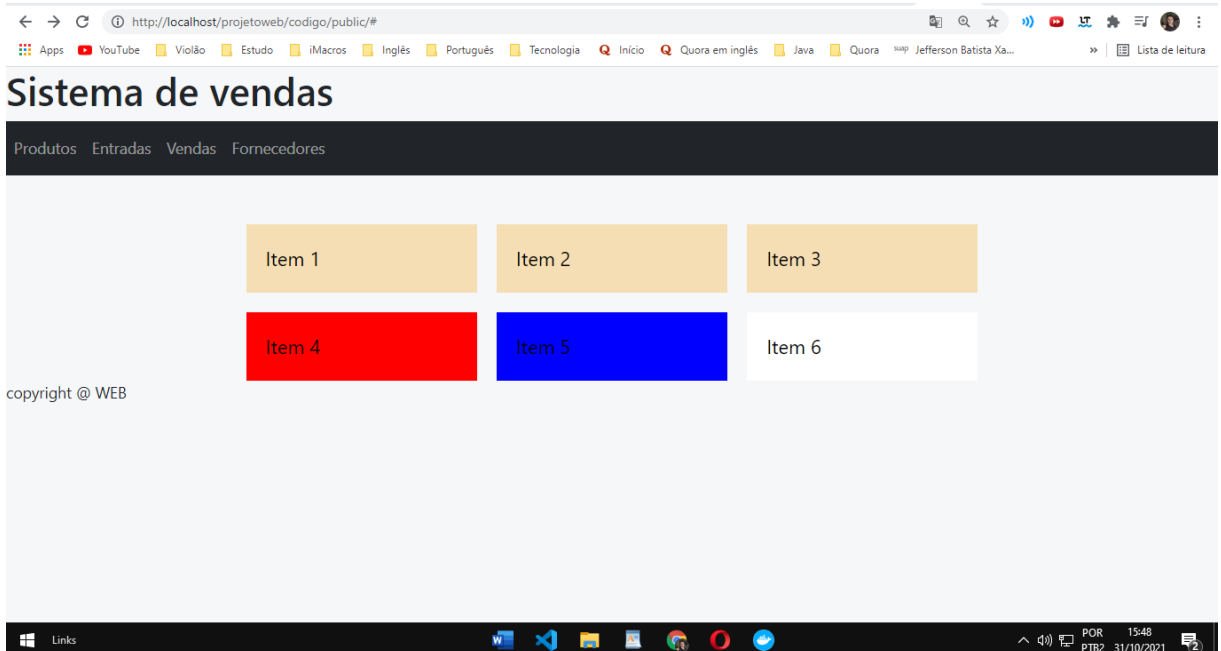 http://localhost/projetoweb/codigo/public/#
Apps YouTube Violão Estudo iMacros Inglês Português Tecnologia Q Início Q Quora em inglês Java Quora suap Jefferson Batista Xa... » Lista de leitura
Sistema de vendas
Produtos Entradas Vendas Fornecedores
Item 1 Item 2 Item 3
Item 4 Item 5 Item 6
copyright @ WEB
Links POR 15:48
PTB2 31/10/2021 2